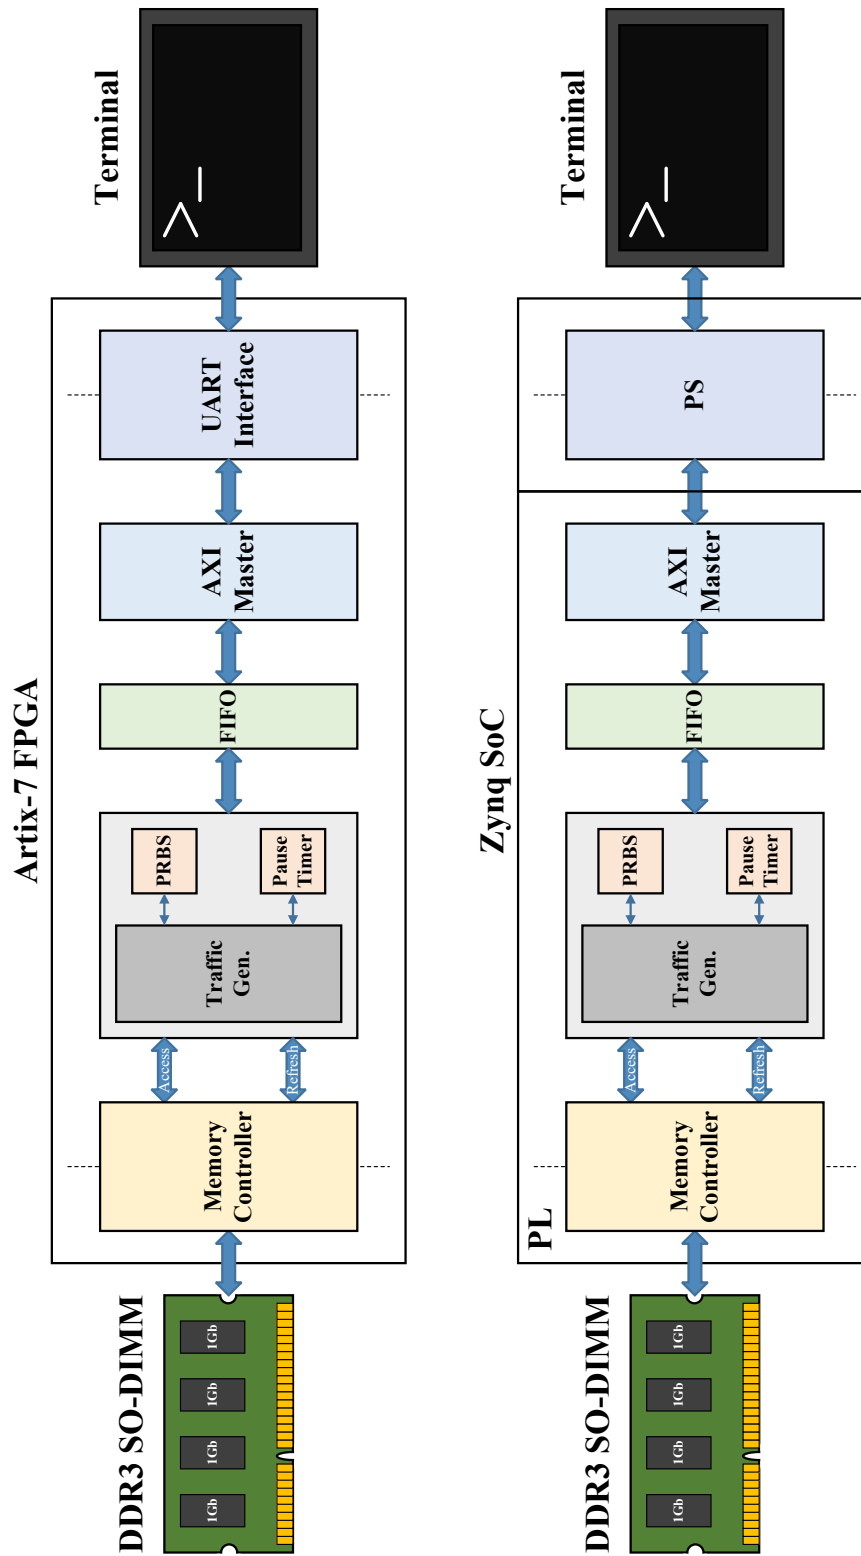 Artix-7 FPGA
DDR3 SO-DIMM
1Gb
1Gb
1Gb
1Gb
Memory
Controller
Access
Refresh
Traffic
Gen.
PRBS
Pause
Timer
FIFO
AXI
Master
UART
Interface
Terminal
>_
Zynq SoC
DDR3 SO-DIMM
1Gb
1Gb
1Gb
1Gb
PL
Memory
Controller
Access
Refresh
Traffic
Gen.
PRBS
Pause
Timer
FIFO
AXI
Master
PS
Terminal
>_